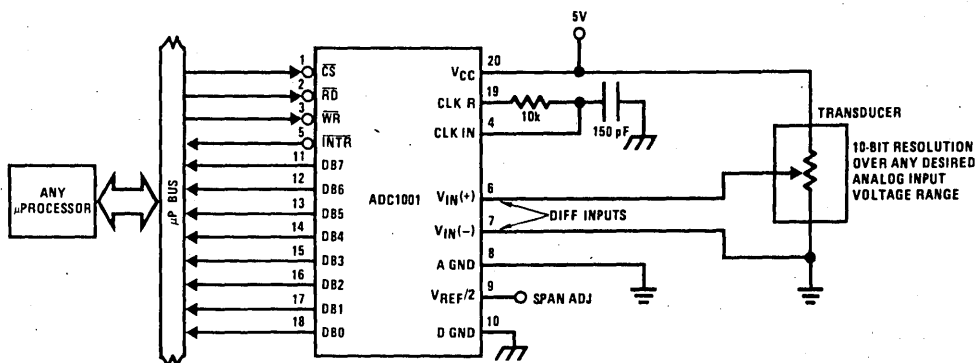 5V
1 CS
2 RD
3 WR
5 INTR
11 DB7
12 DB6
13 DB5
14 DB4
15 DB3
16 DB2
17 DB1
18 DB0
ANY
μPROCESSOR
μP BUS
ADC1001
VCC 20
CLK R 19
CLK IN 4
10k
150 pF
VIN(+) 6
DIFF INPUTS
VIN(−) 7
A GND 8
VREF/2 9
SPAN ADJ
D GND 10
TRANSDUCER
10-BIT RESOLUTION
OVER ANY DESIRED
ANALOG INPUT
VOLTAGE RANGE